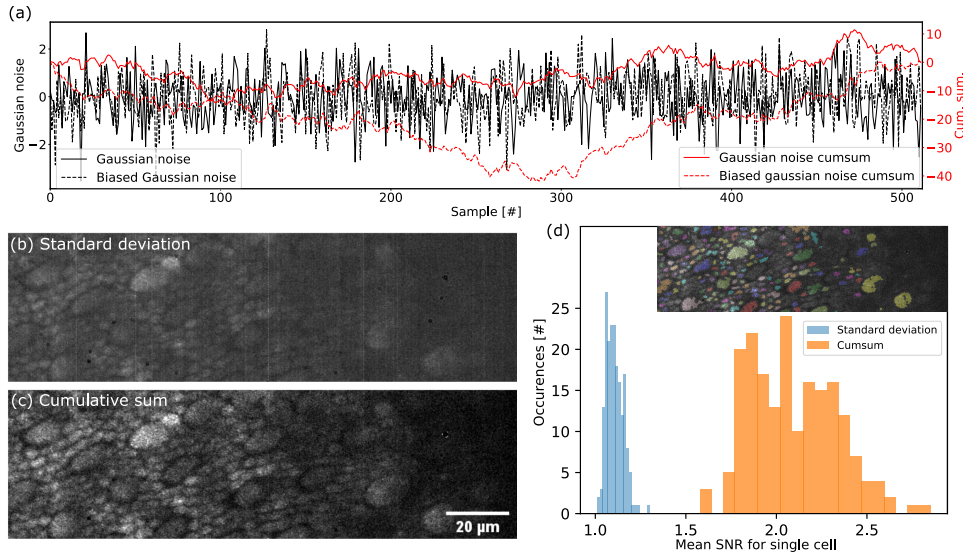 (a)
Gaussian noise
2
0
−2
10
0
−10
−20
−30
−40
Cum. sum.
Gaussian noise
Biased Gaussian noise
Gaussian noise cumsum
Biased gaussian noise cumsum
0
100
200
300
400
500
Sample [#]
(b) Standard deviation
(c) Cumulative sum
20 µm
(d)
Occurences [#]
25
20
15
10
5
0
Standard deviation
Cumsum
1.0
1.5
2.0
2.5
Mean SNR for single cell